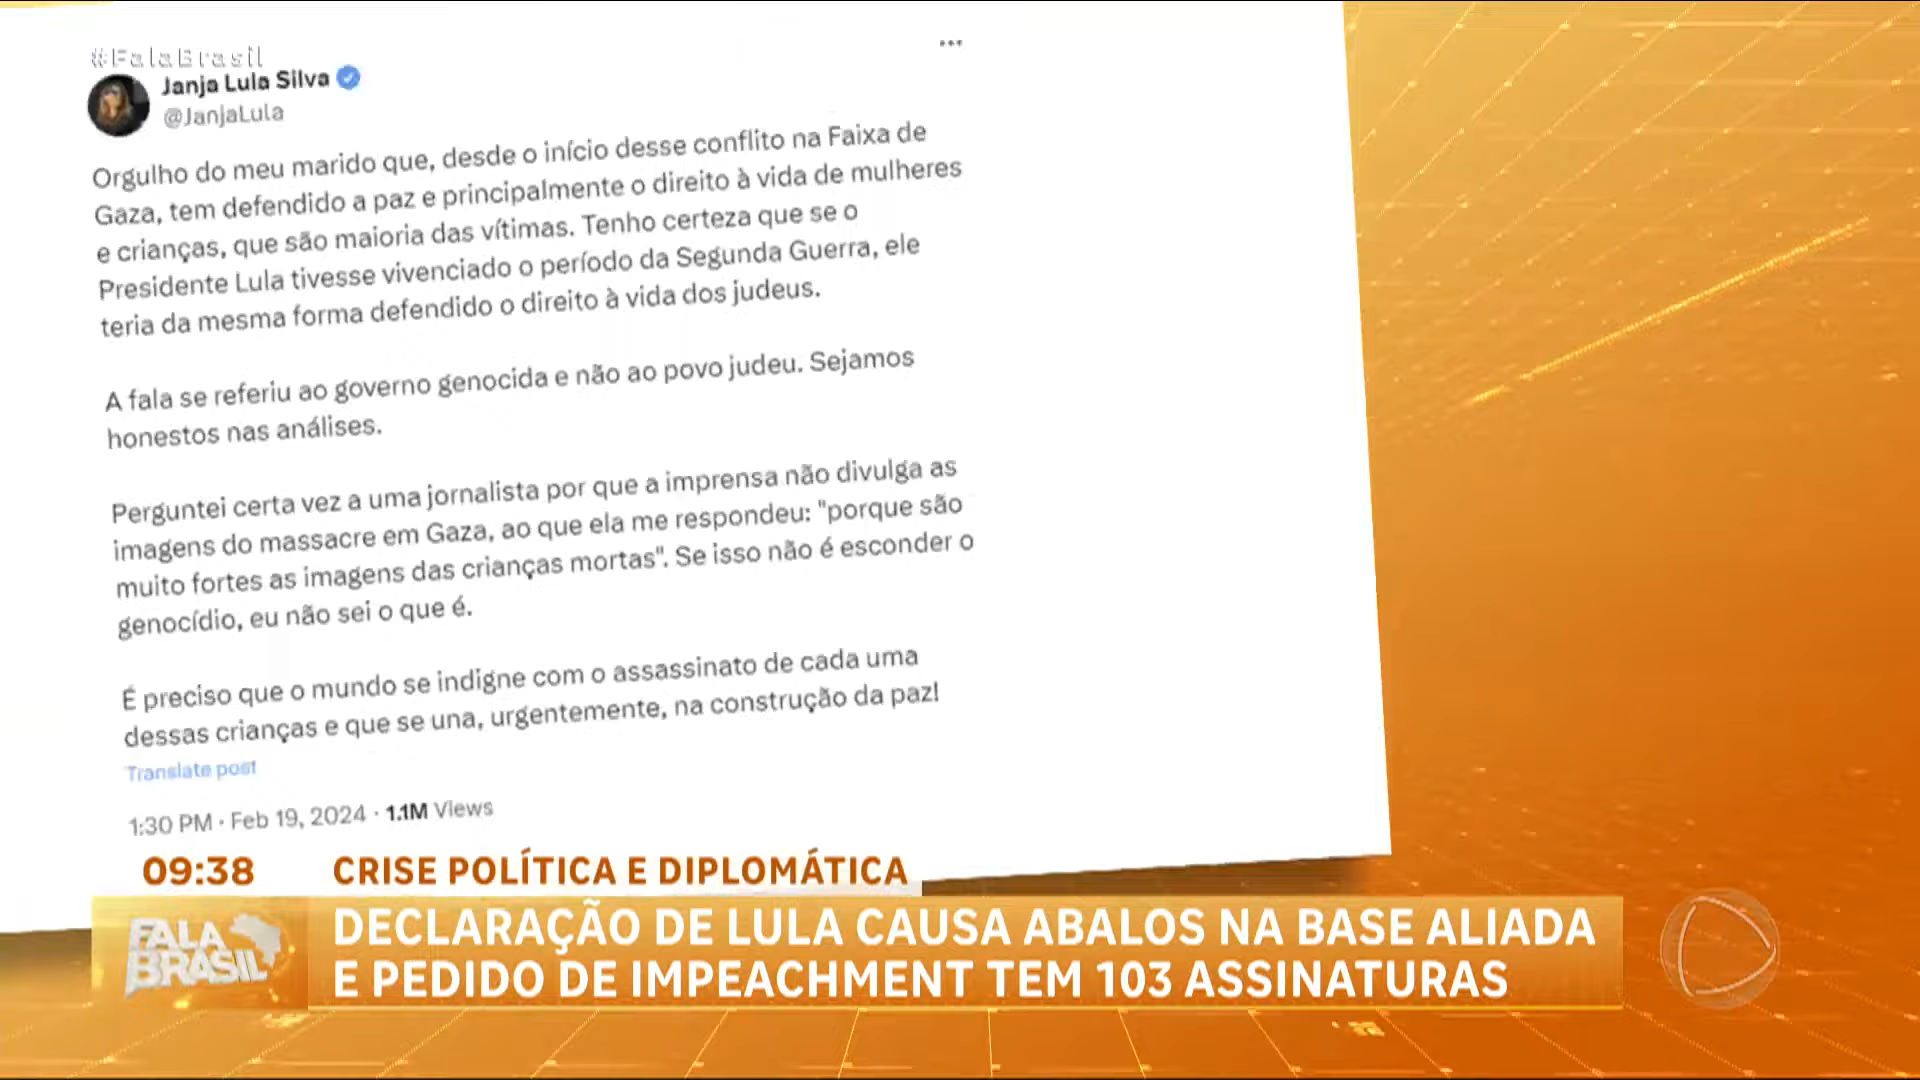 #FalaBrasil
Janja Lula Silva
@JanjaLula
Orgulho do meu marido que, desde o início desse conflito na Faixa de
Gaza, tem defendido a paz e principalmente o direito à vida de mulheres
e crianças, que são maioria das vítimas. Tenho certeza que se o
Presidente Lula tivesse vivenciado o período da Segunda Guerra, ele
teria da mesma forma defendido o direito à vida dos judeus.
A fala se referiu ao governo genocida e não ao povo judeu. Sejamos
honestos nas análises.
Perguntei certa vez a uma jornalista por que a imprensa não divulga as
imagens do massacre em Gaza, ao que ela me respondeu: "porque são
muito fortes as imagens das crianças mortas". Se isso não é esconder o
genocídio, eu não sei o que é.
É preciso que o mundo se indigne com o assassinato de cada uma
dessas crianças e que se una, urgentemente, na construção da paz!
Translate post
1:30 PM · Feb 19, 2024 · 1.1M Views
09:38 CRISE POLÍTICA E DIPLOMÁTICA
FALA BRASIL
DECLARAÇÃO DE LULA CAUSA ABALOS NA BASE ALIADA
E PEDIDO DE IMPEACHMENT TEM 103 ASSINATURAS